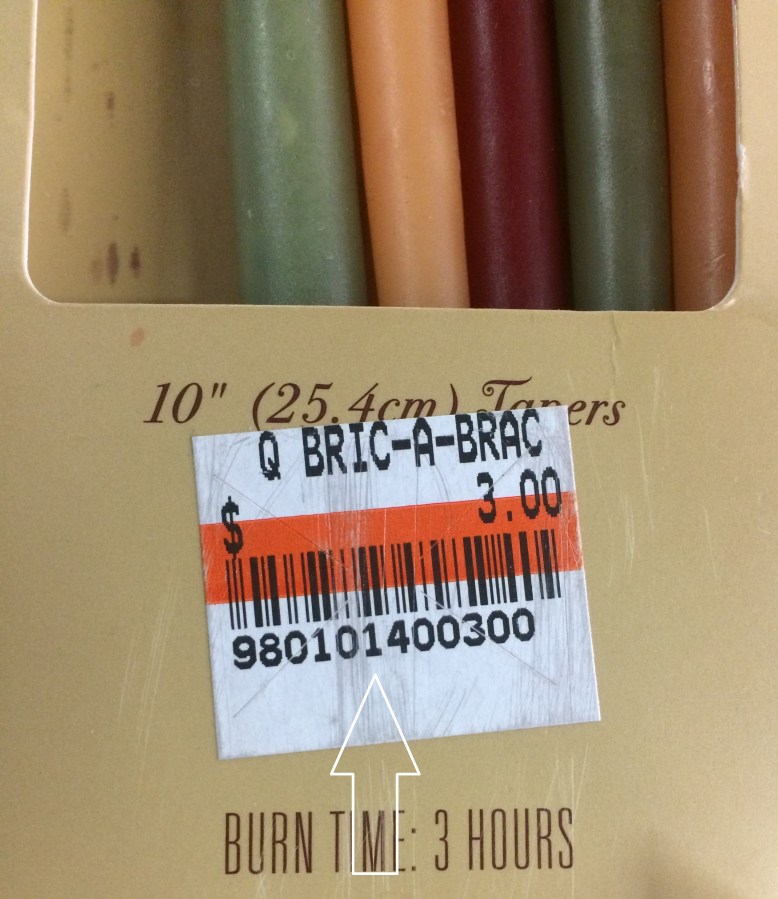 10" (25.4cm) Tapers
Q BRIC-A-BRAC
$ 3.00
980101400300
BURN TIME: 3 HOURS